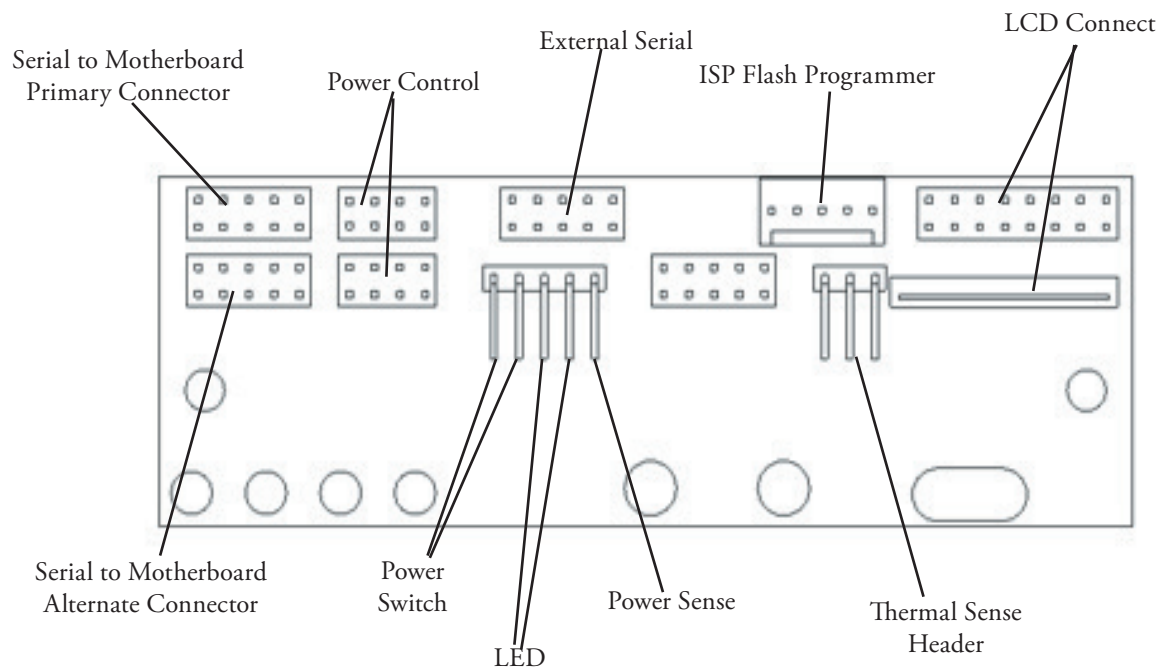 LCD Connect
External Serial
Serial to Motherboard
Primary Connector
Power Control
ISP Flash Programmer
Serial to Motherboard
Alternate Connector
Power
Switch
LED
Power Sense
Thermal Sense
Header